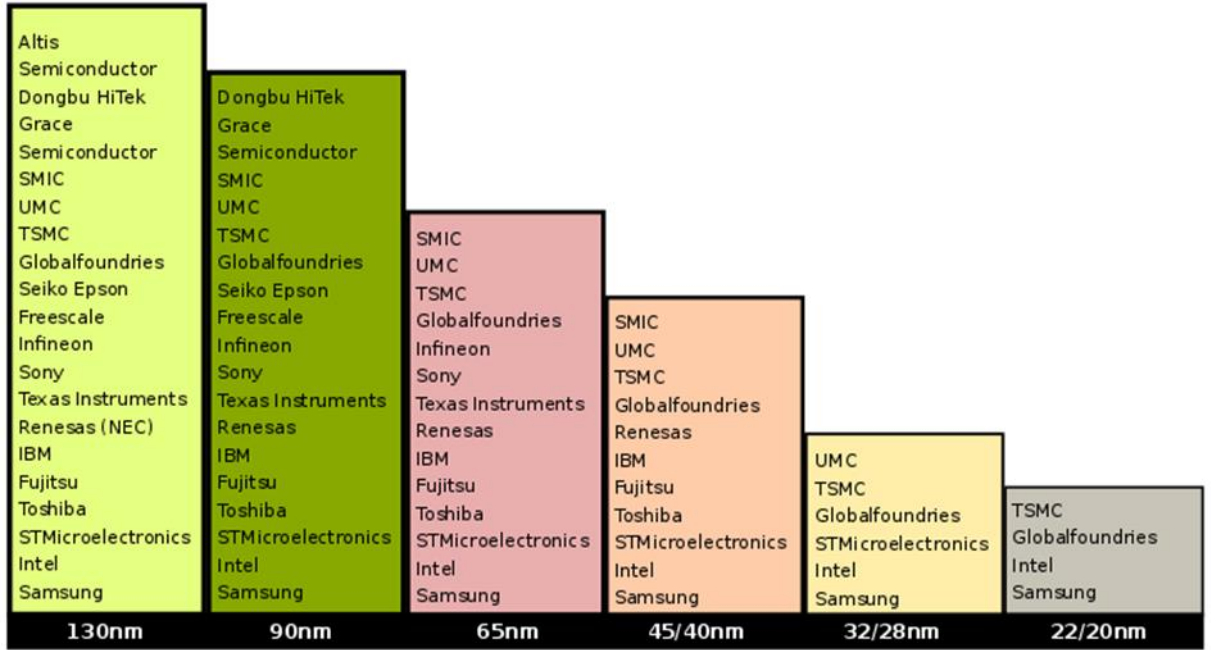 Altis
Semiconductor
Dongbu HiTek
Grace
Semiconductor
SMIC
UMC
TSMC
Globalfoundries
Seiko Epson
Freescale
Infineon
Sony
Texas Instruments
Renesas (NEC)
IBM
Fujitsu
Toshiba
STMicroelectronics
Intel
Samsung
130nm
Dongbu HiTek
Grace
Semiconductor
SMIC
UMC
TSMC
Globalfoundries
Seiko Epson
Freescale
Infineon
Sony
Texas Instruments
Renesas
IBM
Fujitsu
Toshiba
STMicroelectronics
Intel
Samsung
90nm
SMIC
UMC
TSMC
Globalfoundries
Infineon
Sony
Texas Instruments
Renesas
IBM
Fujitsu
Toshiba
STMicroelectronics
Intel
Samsung
65nm
SMIC
UMC
TSMC
Globalfoundries
Renesas
IBM
Fujitsu
Toshiba
STMicroelectronics
Intel
Samsung
45/40nm
UMC
TSMC
Globalfoundries
STMicroelectronics
Intel
Samsung
32/28nm
TSMC
Globalfoundries
Intel
Samsung
22/20nm